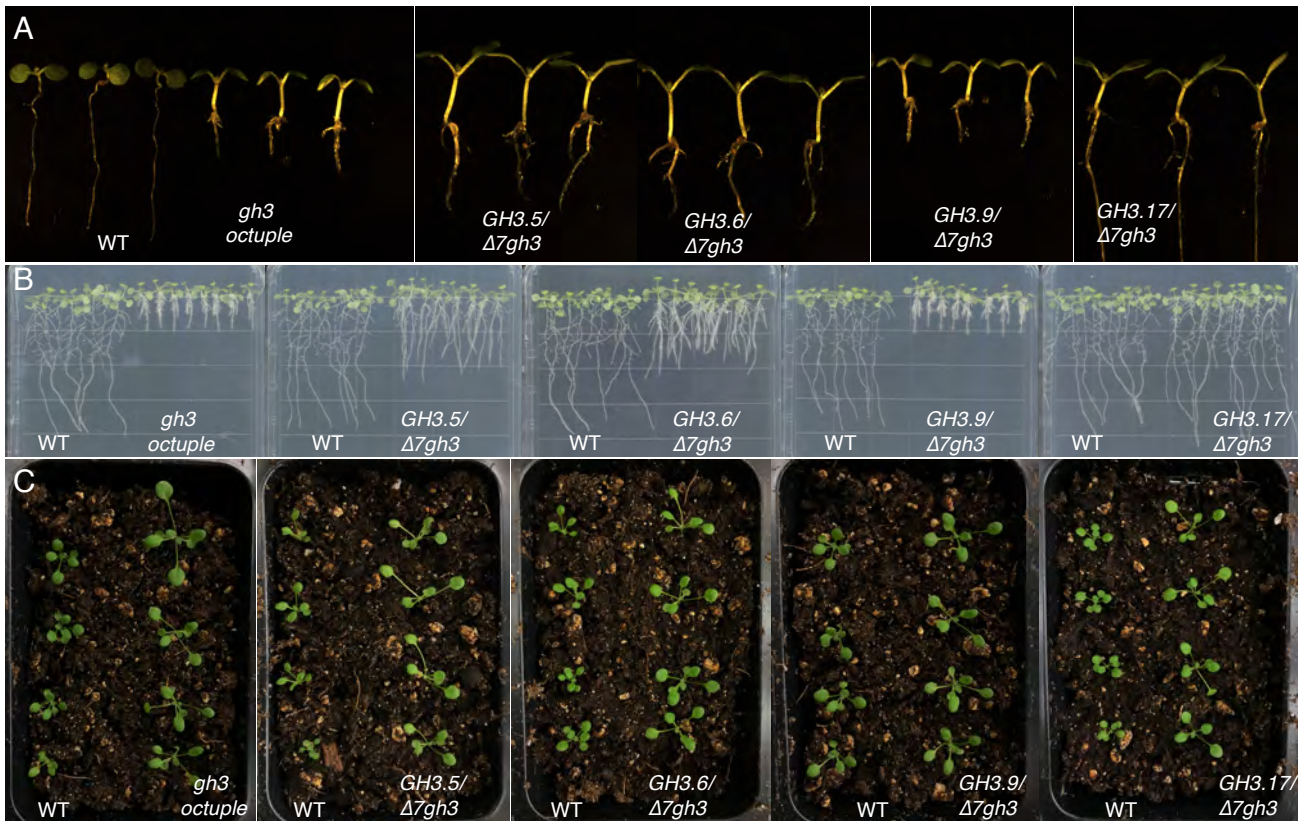 A
WT
gh3
octuple
GH3.5/
Δ7gh3
GH3.6/
Δ7gh3
GH3.9/
Δ7gh3
GH3.17/
Δ7gh3
B
WT
gh3
octuple
WT
GH3.5/
Δ7gh3
WT
GH3.6/
Δ7gh3
WT
GH3.9/
Δ7gh3
WT
GH3.17/
Δ7gh3
C
WT
gh3
octuple
WT
GH3.5/
Δ7gh3
WT
GH3.6/
Δ7gh3
WT
GH3.9/
Δ7gh3
WT
GH3.17/
Δ7gh3